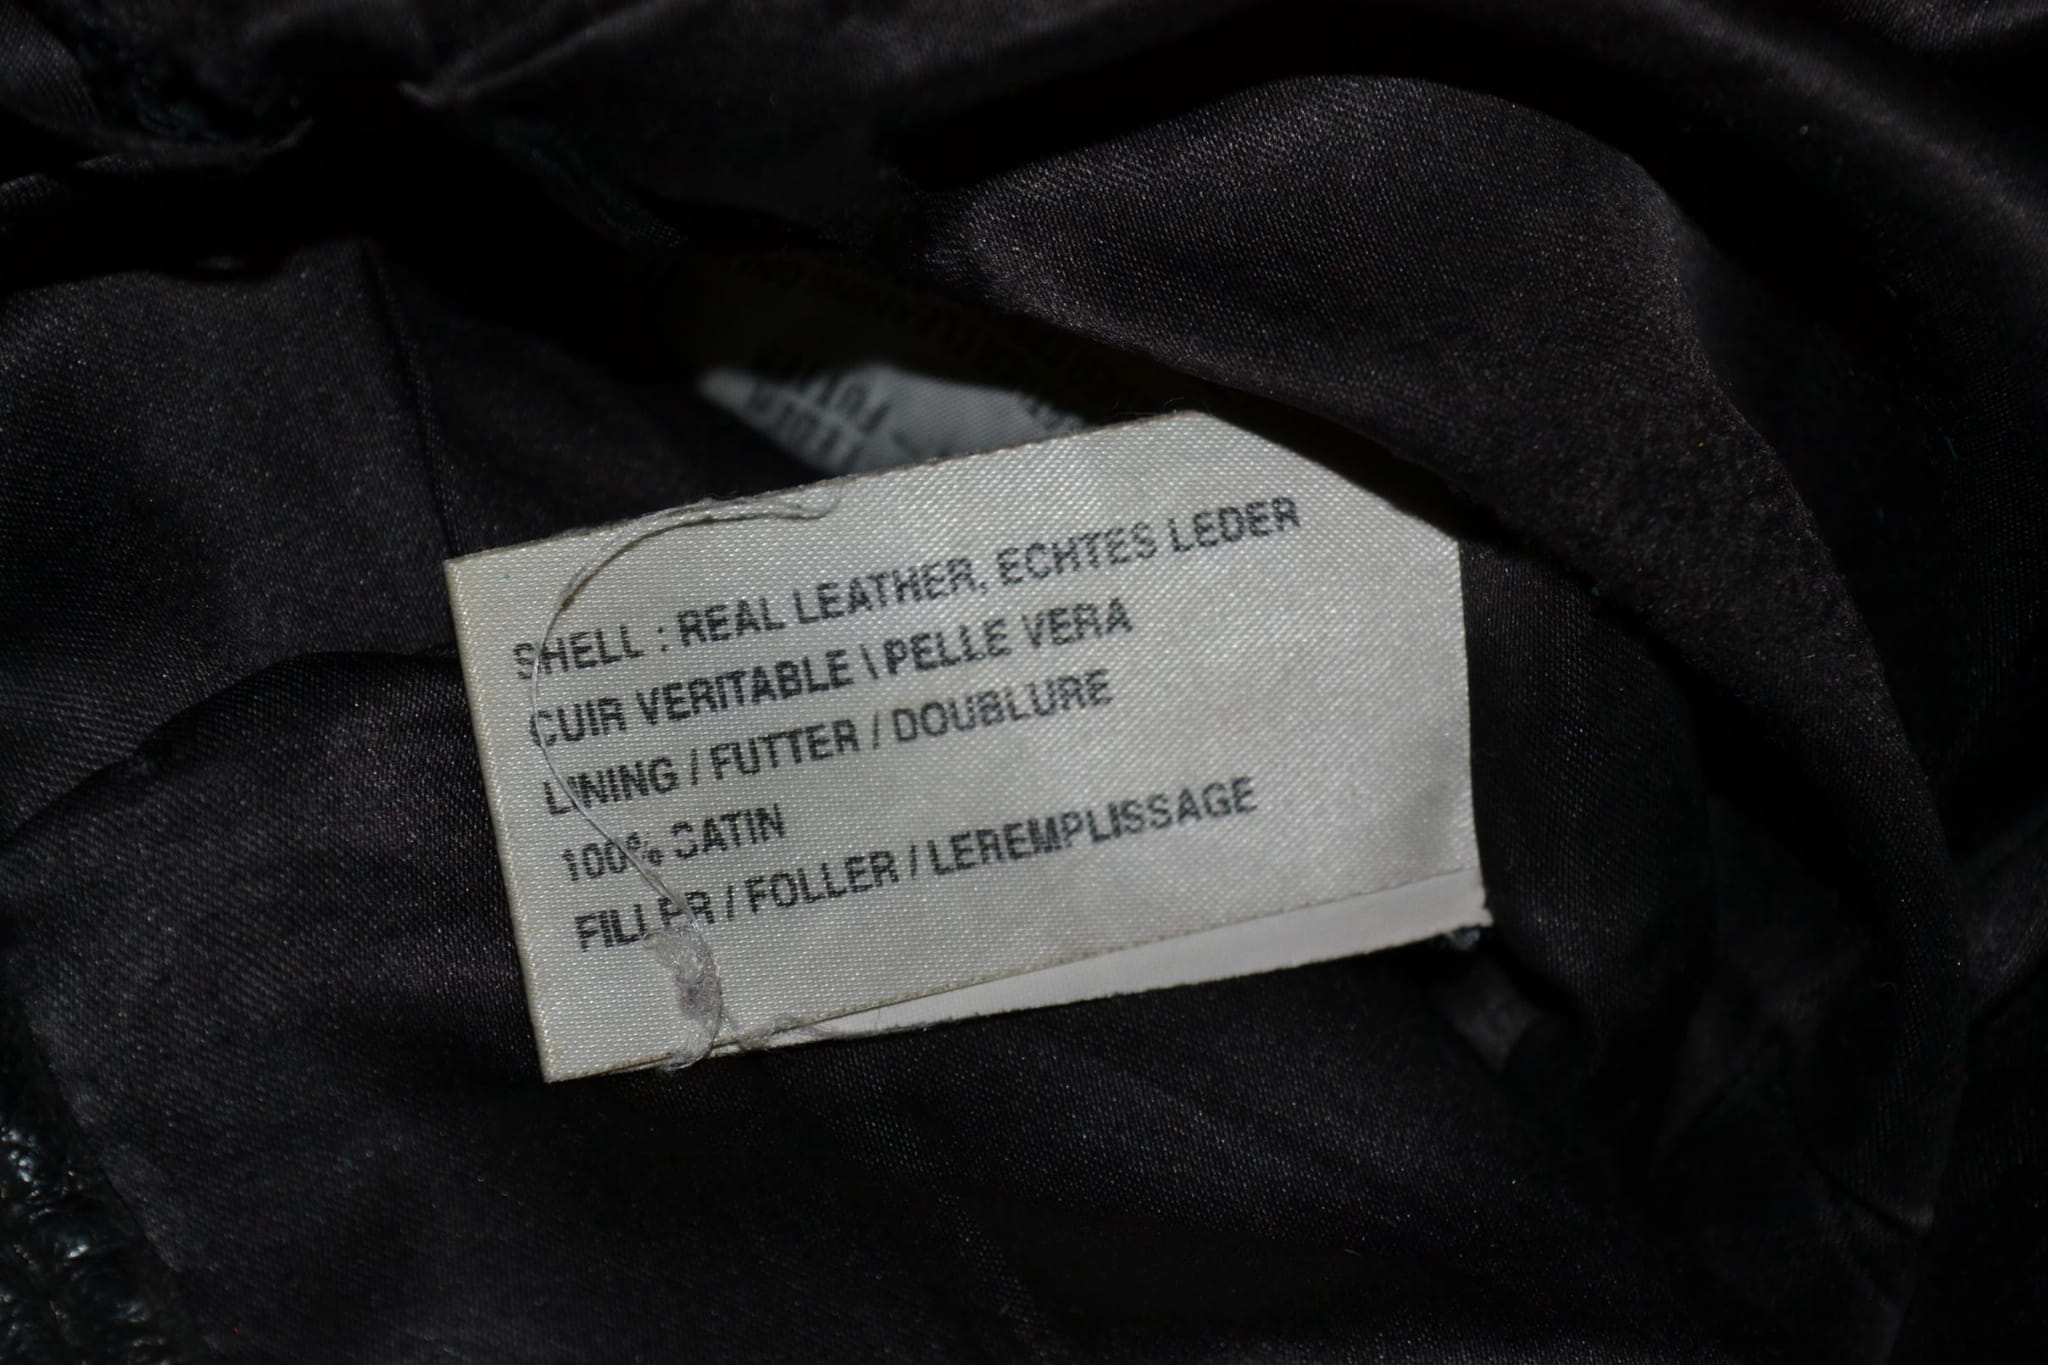 SHELL : REAL LEATHER, ECHTES LEDER
CUIR VERITABLE \ PELLE VERA
LINING / FUTTER / DOUBLURE
100% SATIN
FILLER / FOLLER / LEREMPLISSAGE